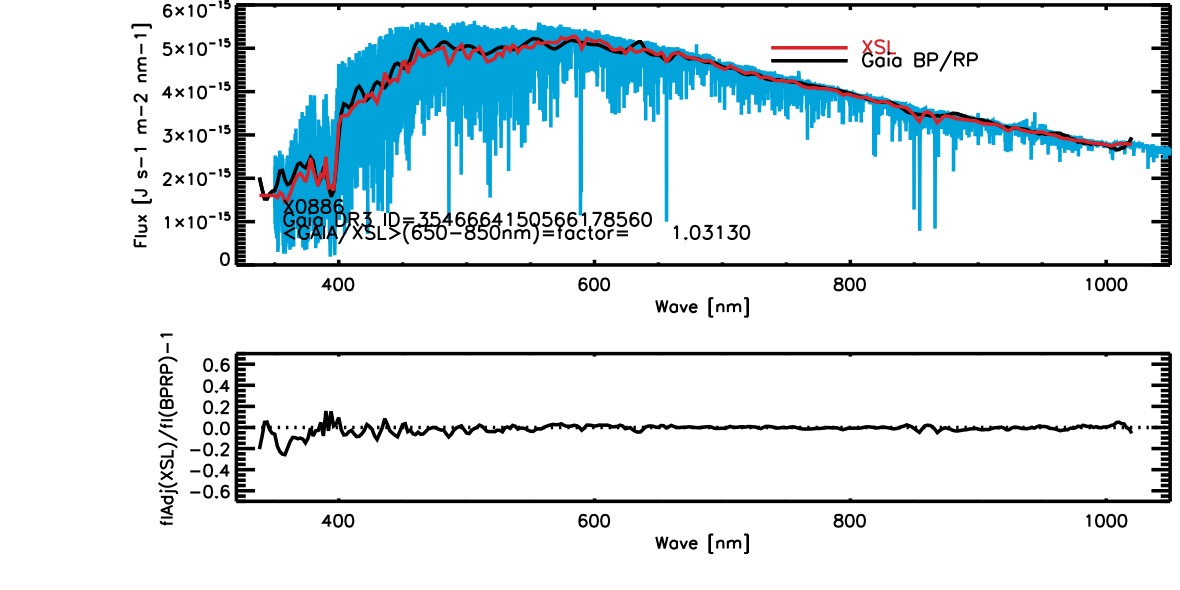 6×10−15
5×10−15
4×10−15
3×10−15
2×10−15
1×10−15
0
Flux [J s−1 m−2 nm−1]
XSL
Gaia BP/RP
X0886
Gaia DR3 ID=3546664150566178560
<GAIA/XSL>(650−850nm)=factor= 1.03130
400 600 800 1000
Wave [nm]
flAdj(XSL)/fl(BPRP)−1
0.6
0.4
0.2
0.0
−0.2
−0.4
−0.6
400 600 800 1000
Wave [nm]